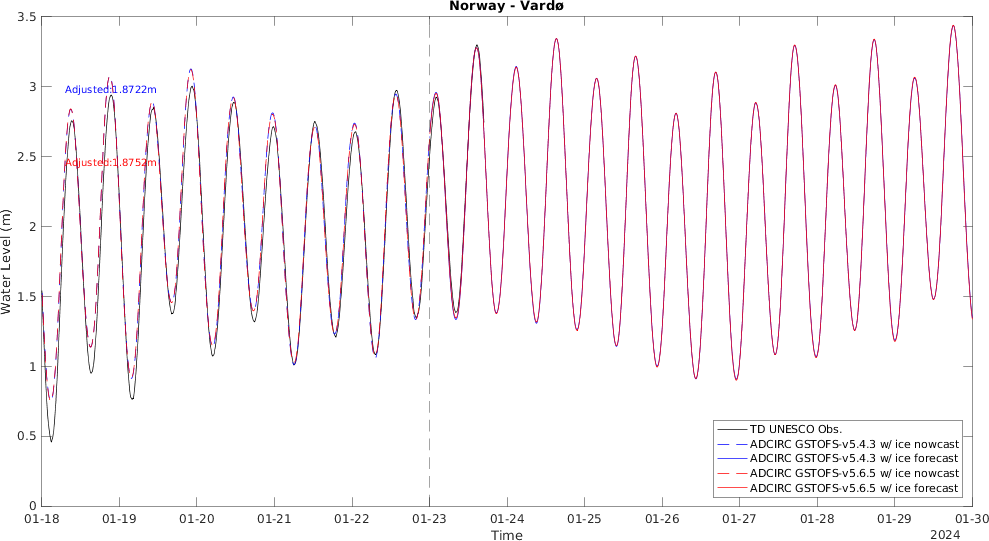 Norway - Vardø
3.5
3
2.5
2
1.5
1
0.5
0
Water Level (m)
Adjusted:1.8722m
Adjusted:1.8752m
TD UNESCO Obs.
ADCIRC GSTOFS-v5.4.3 w/ ice nowcast
ADCIRC GSTOFS-v5.4.3 w/ ice forecast
ADCIRC GSTOFS-v5.6.5 w/ ice nowcast
ADCIRC GSTOFS-v5.6.5 w/ ice forecast
01-18 01-19 01-20 01-21 01-22 01-23 01-24 01-25 01-26 01-27 01-28 01-29 01-30
Time
2024